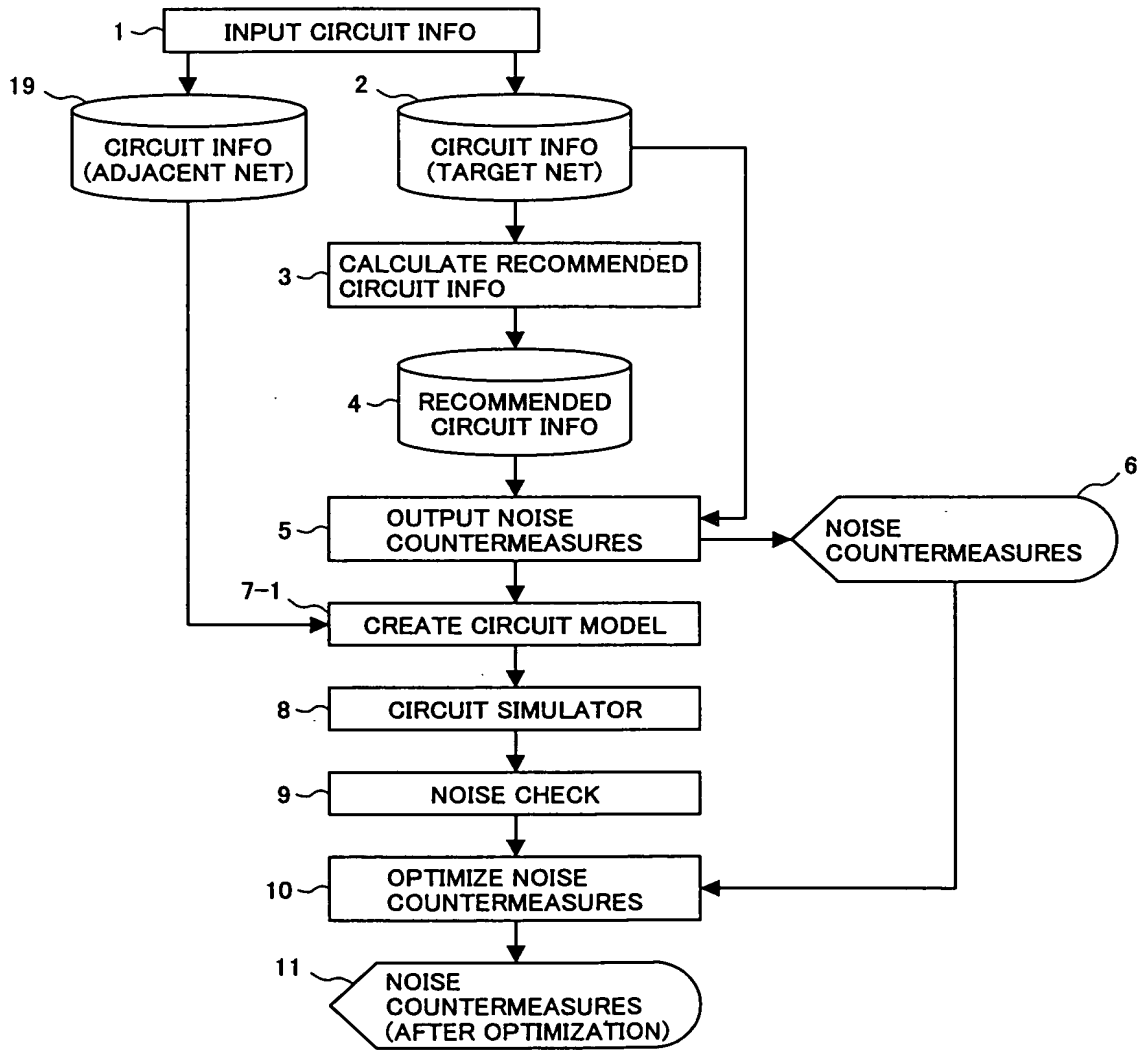 1
INPUT CIRCUIT INFO
19
CIRCUIT INFO
(ADJACENT NET)
2
CIRCUIT INFO
(TARGET NET)
3
CALCULATE RECOMMENDED
CIRCUIT INFO
4
RECOMMENDED
CIRCUIT INFO
5
OUTPUT NOISE
COUNTERMEASURES
6
NOISE
COUNTERMEASURES
7-1
CREATE CIRCUIT MODEL
8
CIRCUIT SIMULATOR
9
NOISE CHECK
10
OPTIMIZE NOISE
COUNTERMEASURES
11
NOISE
COUNTERMEASURES
(AFTER OPTIMIZATION)